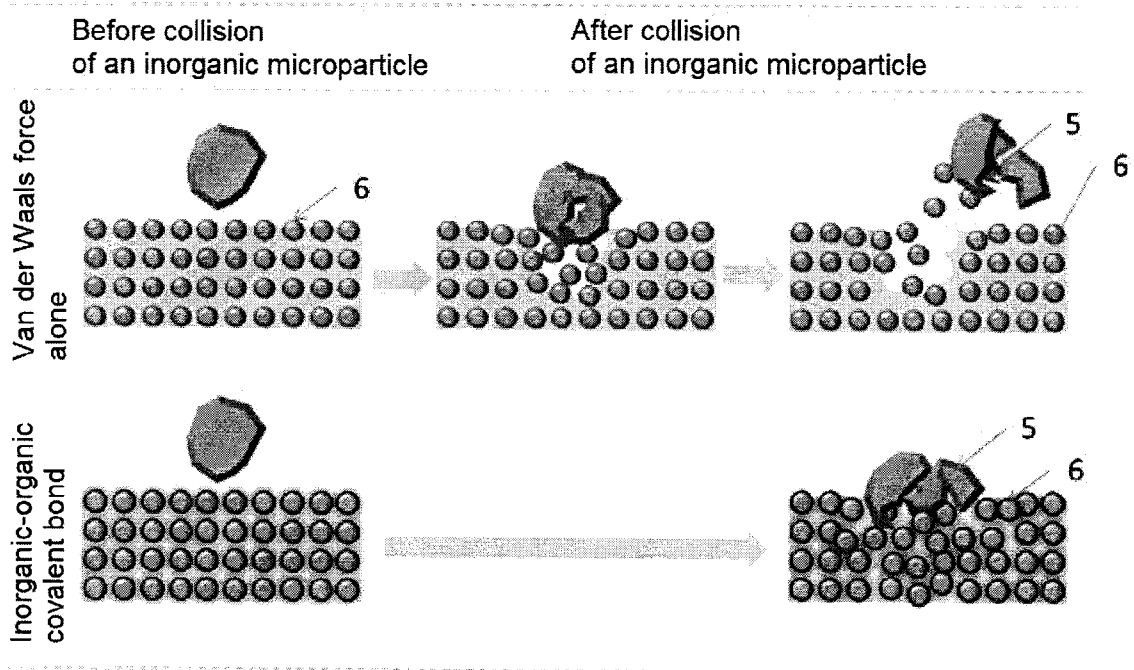 Before collision
of an inorganic microparticle
After collision
of an inorganic microparticle
Van der Waals force
alone
6
5
6
Inorganic-organic
covalent bond
5
6